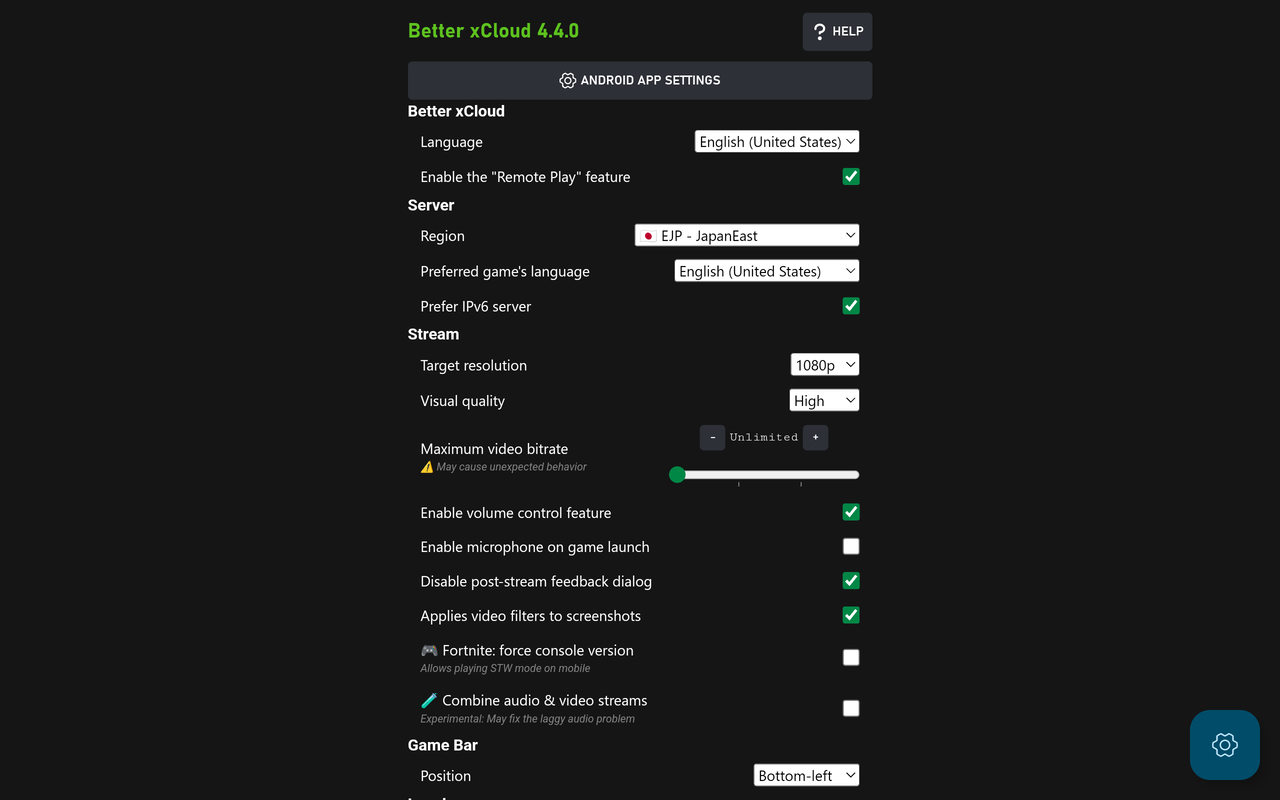 Better xCloud 4.4.0
? HELP
ANDROID APP SETTINGS
Better xCloud
Language English (United States)
Enable the "Remote Play" feature
Server
Region EJP - JapanEast
Preferred game's language English (United States)
Prefer IPv6 server
Stream
Target resolution 1080p
Visual quality High
- Unlimited +
Maximum video bitrate
⚠️ May cause unexpected behavior
Enable volume control feature
Enable microphone on game launch
Disable post-stream feedback dialog
Applies video filters to screenshots
🎮 Fortnite: force console version
Allows playing STW mode on mobile
🧪 Combine audio & video streams
Experimental: May fix the laggy audio problem
Game Bar
Position Bottom-left